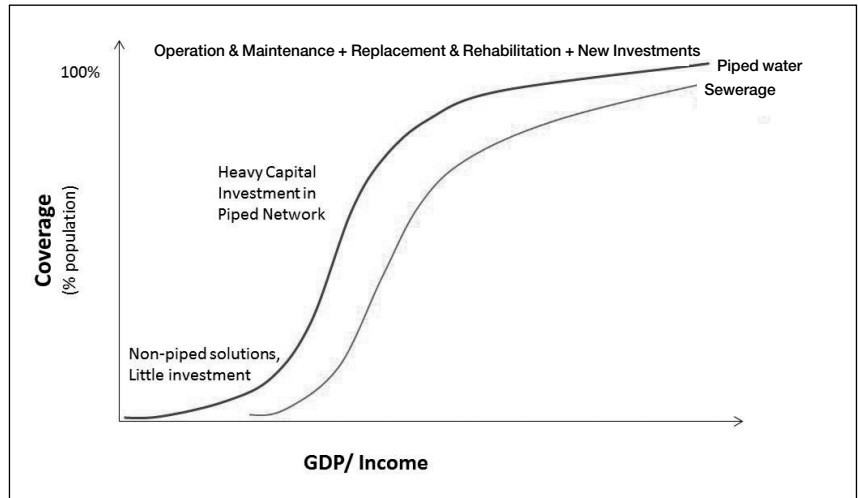 Operation & Maintenance + Replacement & Rehabilitation + New Investments
100%
Piped water
Sewerage
Heavy Capital
Investment in
Piped Network
Coverage
(% population)
Non-piped solutions,
Little investment
GDP/ Income